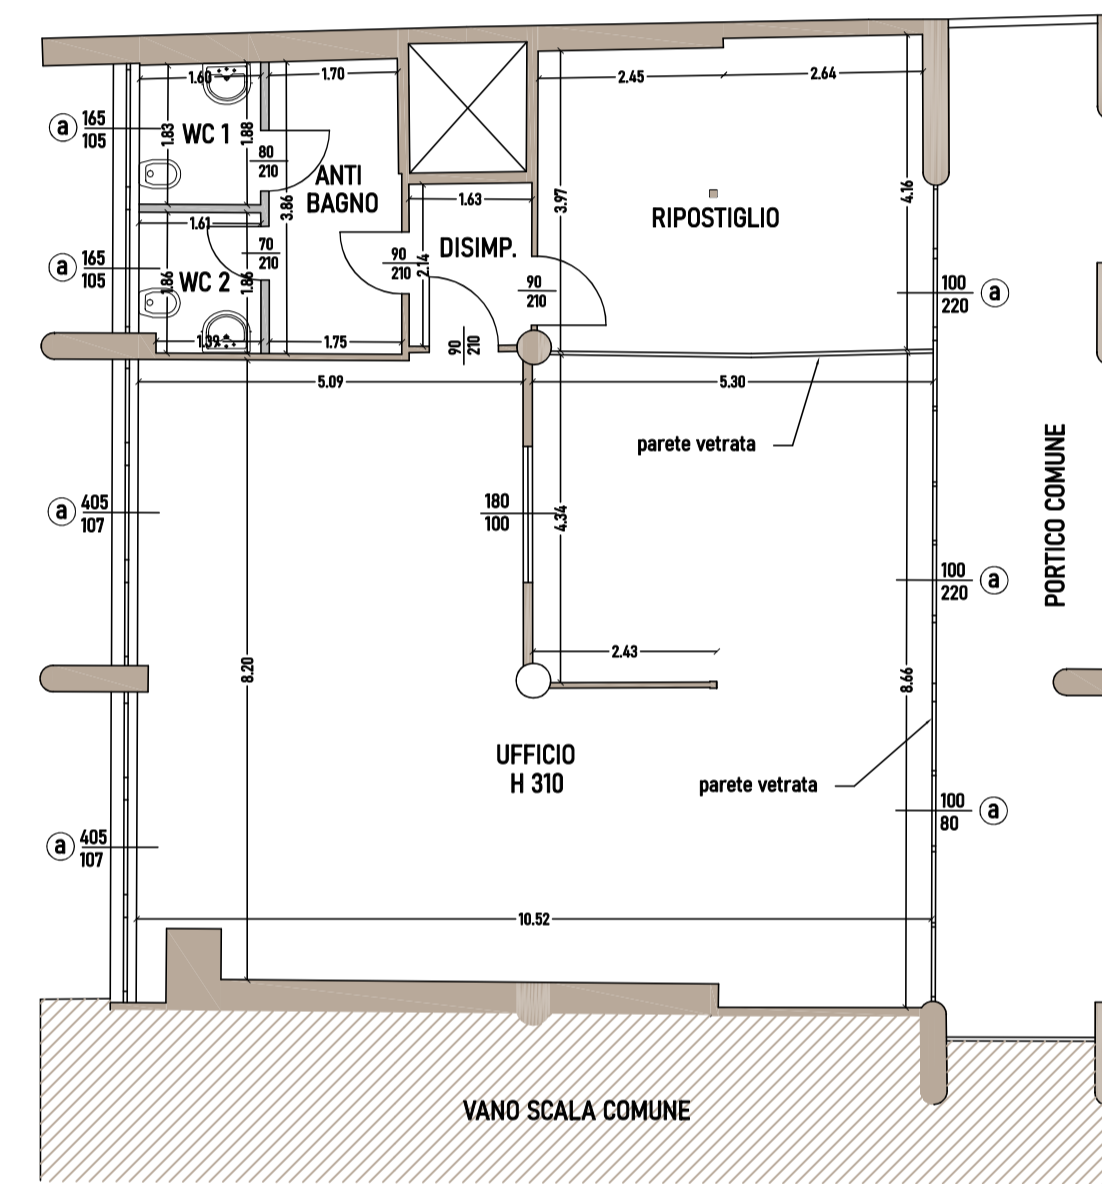 1.60
1.70
2.45
2.64
a
165
105
1.83
WC 1
1.88
80
210
ANTI
BAGNO
3.86
1.63
3.97
4.16
RIPOSTIGLIO
1.61
DISIMP.
a
165
105
1.86
WC 2
1.86
70
210
90
210
2.14
90
210
100
220
a
1.39
1.75
90
210
5.09
5.30
parete vetrata
PORTICO COMUNE
a
405
107
180
100
4.34
100
220
a
8.20
2.43
8.66
UFFICIO
H 310
parete vetrata
100
80
a
a
405
107
10.52
VANO SCALA COMUNE